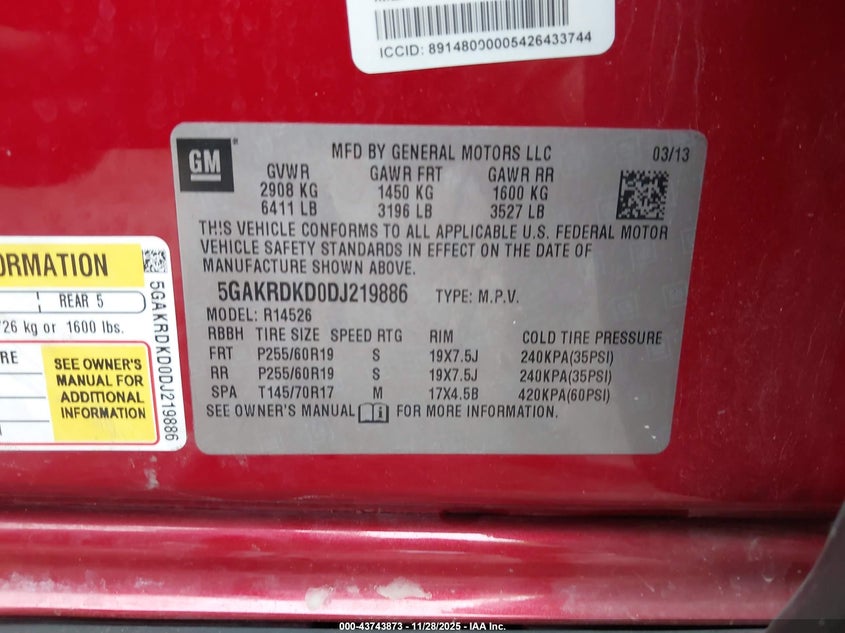 ICCID: 89148000005426433744
GM
MFD BY GENERAL MOTORS LLC 03/13
GVWR GAWR FRT GAWR RR
2908 KG 1450 KG 1600 KG
6411 LB 3196 LB 3527 LB
THIS VEHICLE CONFORMS TO ALL APPLICABLE U.S. FEDERAL MOTOR
VEHICLE SAFETY STANDARDS IN EFFECT ON THE DATE OF
MANUFACTURE SHOWN ABOVE.
5GAKRDKD0DJ219886 TYPE: M.P.V.
MODEL: R14526
RBBH TIRE SIZE SPEED RTG RIM COLD TIRE PRESSURE
FRT P255/60R19 S 19X7.5J 240KPA(35PSI)
RR P255/60R19 S 19X7.5J 240KPA(35PSI)
SPA T145/70R17 M 17X4.5B 420KPA(60PSI)
SEE OWNER'S MANUAL FOR MORE INFORMATION.
ORMATION
REAR 5
726 kg or 1600 lbs.
RE
SEE OWNER'S
MANUAL FOR
ADDITIONAL
INFORMATION
5GAKRDKD0DJ219886
000-43743873 - 11/28/2025 - IAA Inc.